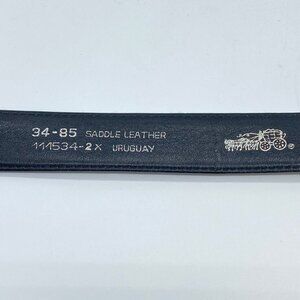 34-85 SADDLE LEATHER
111534-2X URUGUAY
®